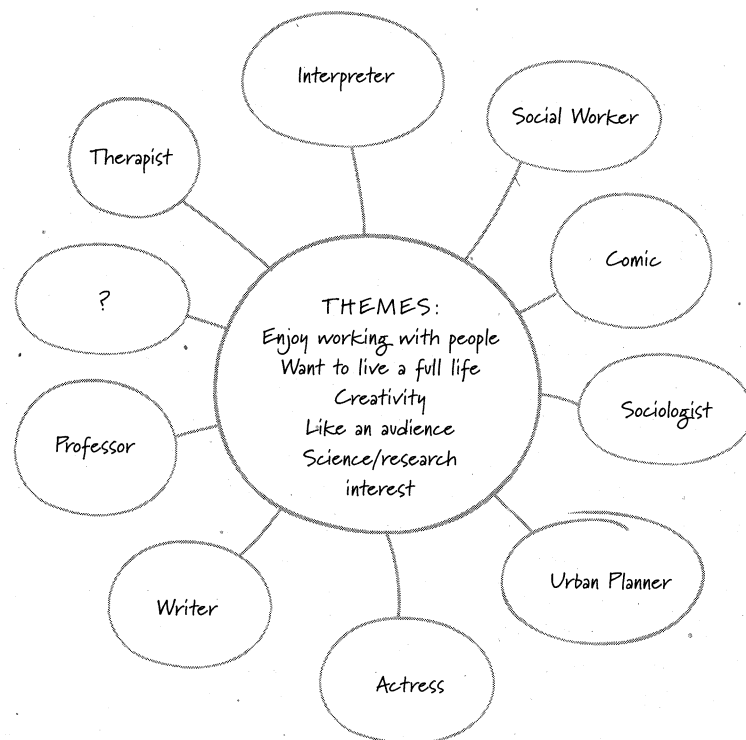 Interpreter
Social Worker
Therapist
Comic
?
THEMES:
Enjoy working with people
Want to live a full life
Creativity
Like an audience
Science/research
interest
Sociologist
Professor
Urban Planner
Writer
Actress